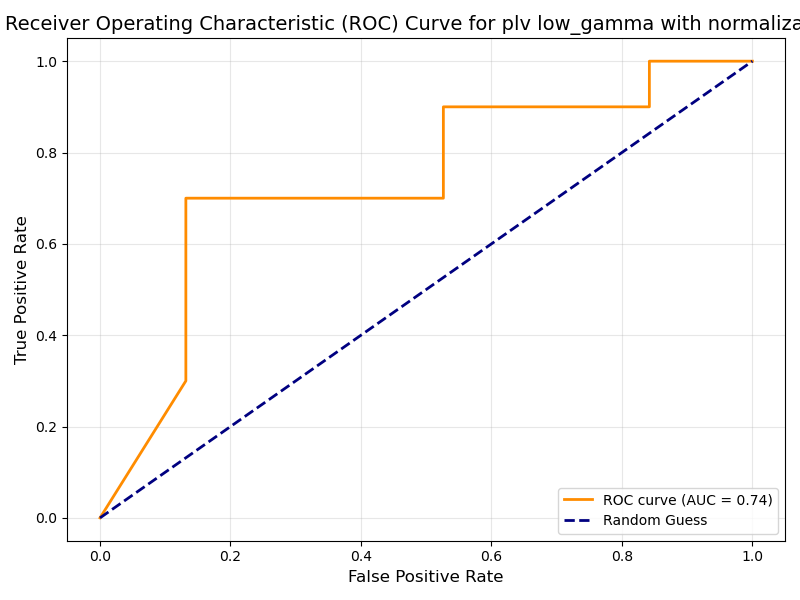 Receiver Operating Characteristic (ROC) Curve for plv low_gamma with normaliza
1.0
0.8
0.6
0.4
0.2
0.0
True Positive Rate
0.0 0.2 0.4 0.6 0.8 1.0
False Positive Rate
ROC curve (AUC = 0.74)
Random Guess